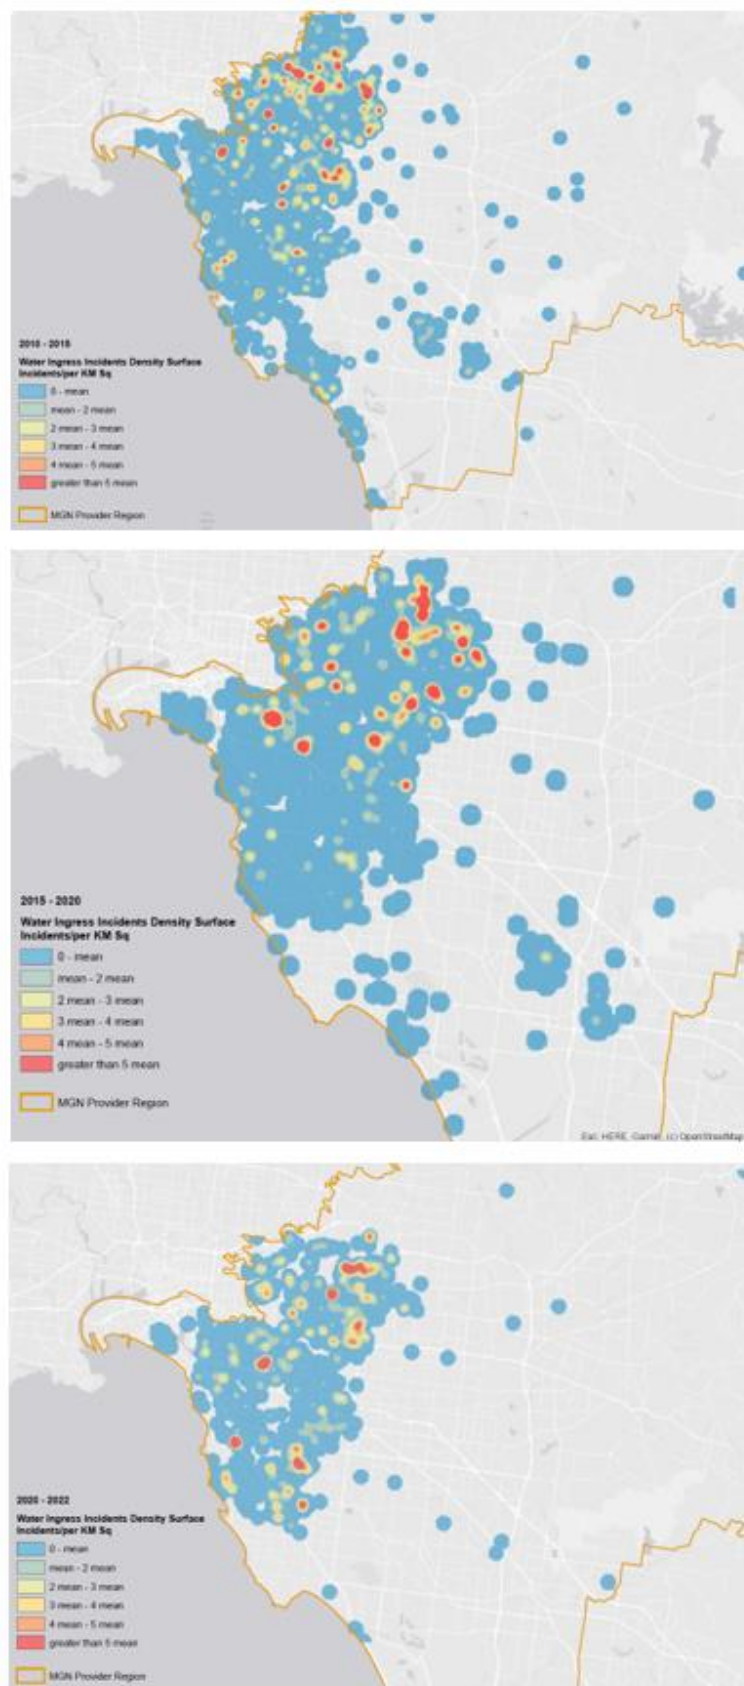 2010 - 2015
Water Ingress Incidents Density Surface
Incidents/per KM Sq
0 - mean
mean - 2 mean
2 mean - 3 mean
3 mean - 4 mean
4 mean - 5 mean
greater than 5 mean
MGN Provider Region
2015 - 2020
Water Ingress Incidents Density Surface
Incidents/per KM Sq
0 - mean
mean - 2 mean
2 mean - 3 mean
3 mean - 4 mean
4 mean - 5 mean
greater than 5 mean
MGN Provider Region
Esri, HERE, Garmin, (c) OpenStreetMap
2020 - 2022
Water Ingress Incidents Density Surface
Incidents/per KM Sq
0 - mean
mean - 2 mean
2 mean - 3 mean
3 mean - 4 mean
4 mean - 5 mean
greater than 5 mean
MGN Provider Region